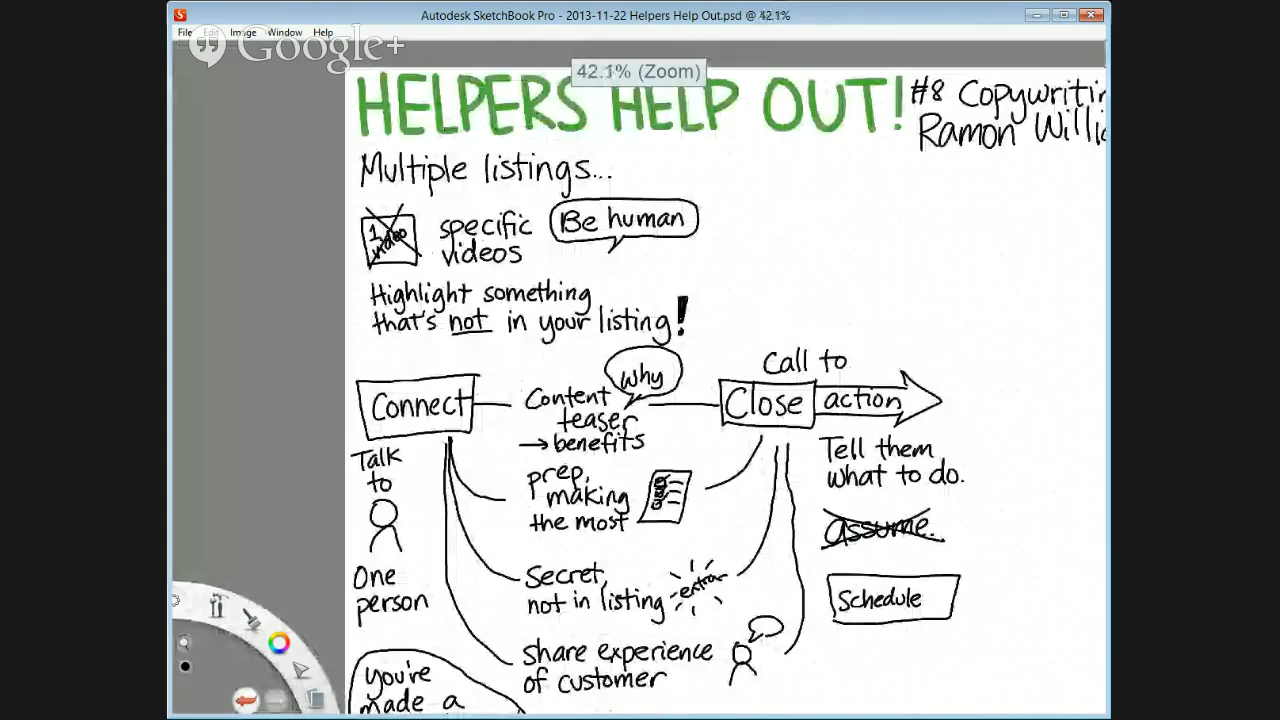 Autodesk SketchBook Pro - 2013-11-22 Helpers Help Out.psd @ 42.1%
File Edit Image Window Help
Google+
42.1% (Zoom)
HELPERS HELP OUT!
#8 Copywritin
Ramon Willi
Multiple listings...
1 video
specific
videos
Be human
Highlight something
that's not in your listing!
Connect
Content
teaser
→ benefits
why
Close
Call to
action
Talk
to
One
person
prep,
making
the most
Secret,
not in listing
extra
share experience
of customer
Tell them
what to do.
assume.
Schedule
you're
made a